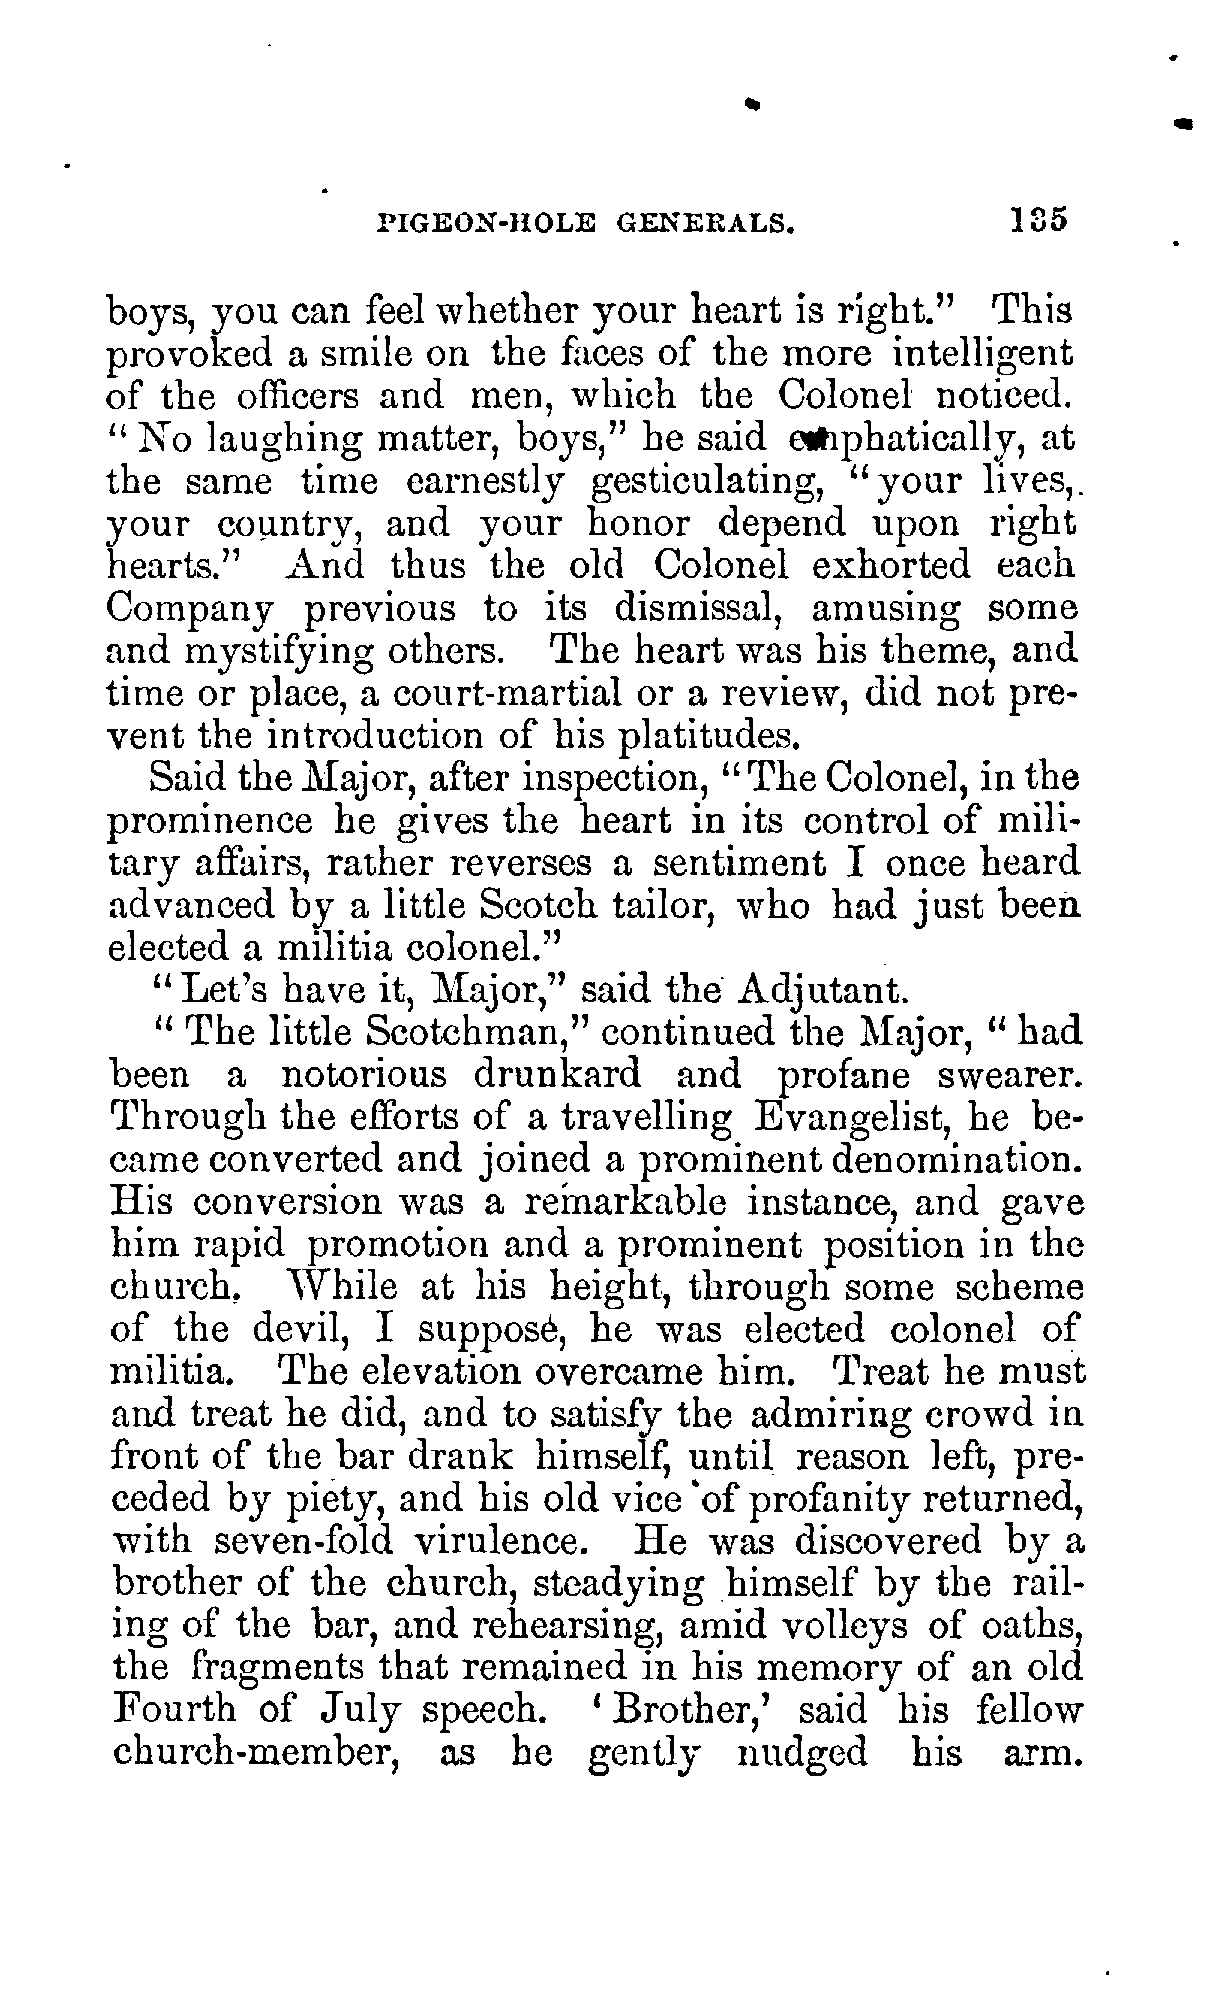 PIGEON-HOLE GENERALS. 135
boys, you can feel whether your heart is right." This
provoked a smile on the faces of the more intelligent
of the officers and men, which the Colonel noticed.
"No laughing matter, boys," he said emphatically, at
the same time earnestly gesticulating, "your lives,
your country, and your honor depend upon right
hearts." And thus the old Colonel exhorted each
Company previous to its dismissal, amusing some
and mystifying others. The heart was his theme, and
time or place, a court-martial or a review, did not pre-
vent the introduction of his platitudes.
Said the Major, after inspection, "The Colonel, in the
prominence he gives the heart in its control of mili-
tary affairs, rather reverses a sentiment I once heard
advanced by a little Scotch tailor, who had just been
elected a militia colonel."
"Let's have it, Major," said the Adjutant.
"The little Scotchman," continued the Major, "had
been a notorious drunkard and profane swearer.
Through the efforts of a travelling Evangelist, he be-
came converted and joined a prominent denomination.
His conversion was a remarkable instance, and gave
him rapid promotion and a prominent position in the
church. While at his height, through some scheme
of the devil, I suppose, he was elected colonel of
militia. The elevation overcame him. Treat he must
and treat he did, and to satisfy the admiring crowd in
front of the bar drank himself, until reason left, pre-
ceded by piety, and his old vice of profanity returned,
with seven-fold virulence. He was discovered by a
brother of the church, steadying himself by the rail-
ing of the bar, and rehearsing, amid volleys of oaths,
the fragments that remained in his memory of an old
Fourth of July speech. 'Brother,' said his fellow
church-member, as he gently nudged his arm.